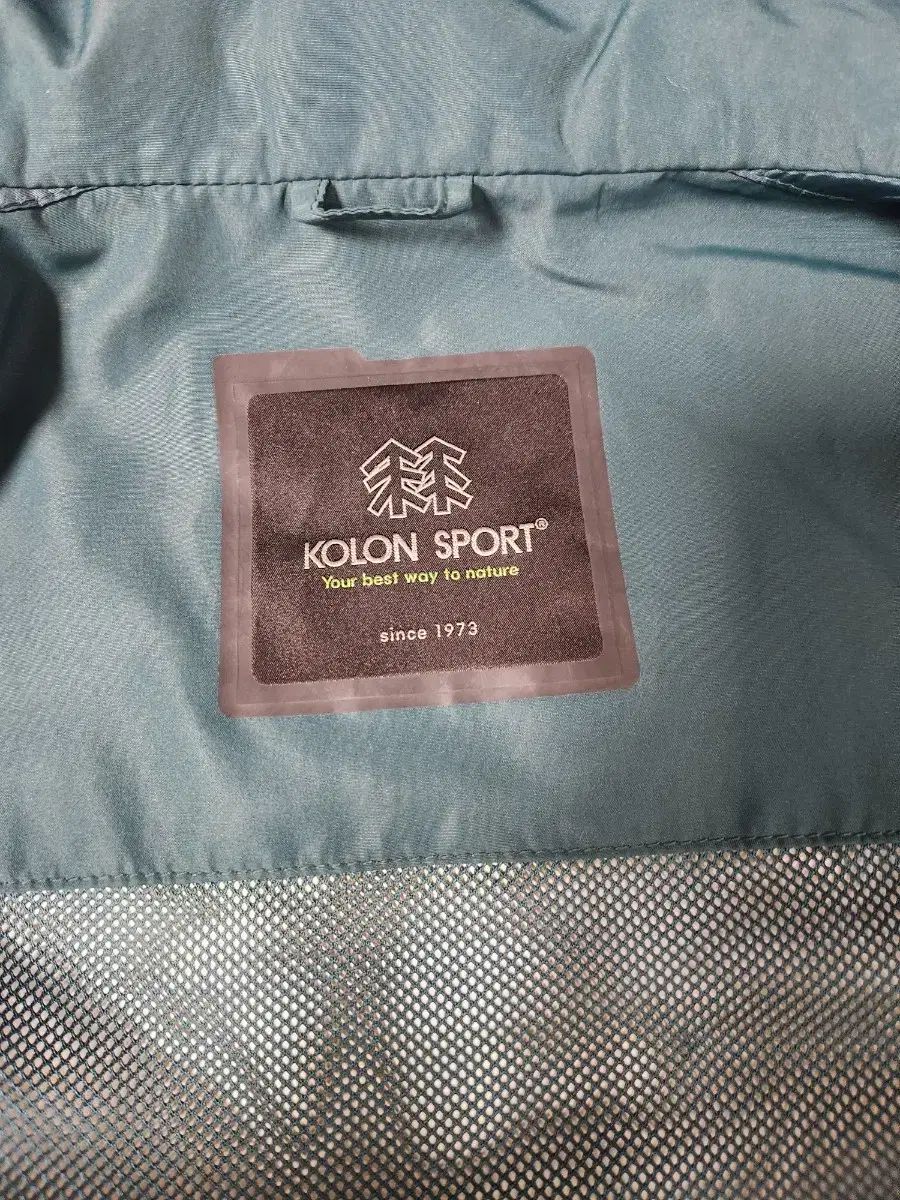 KOLON SPORT®
Your best way to nature
since 1973